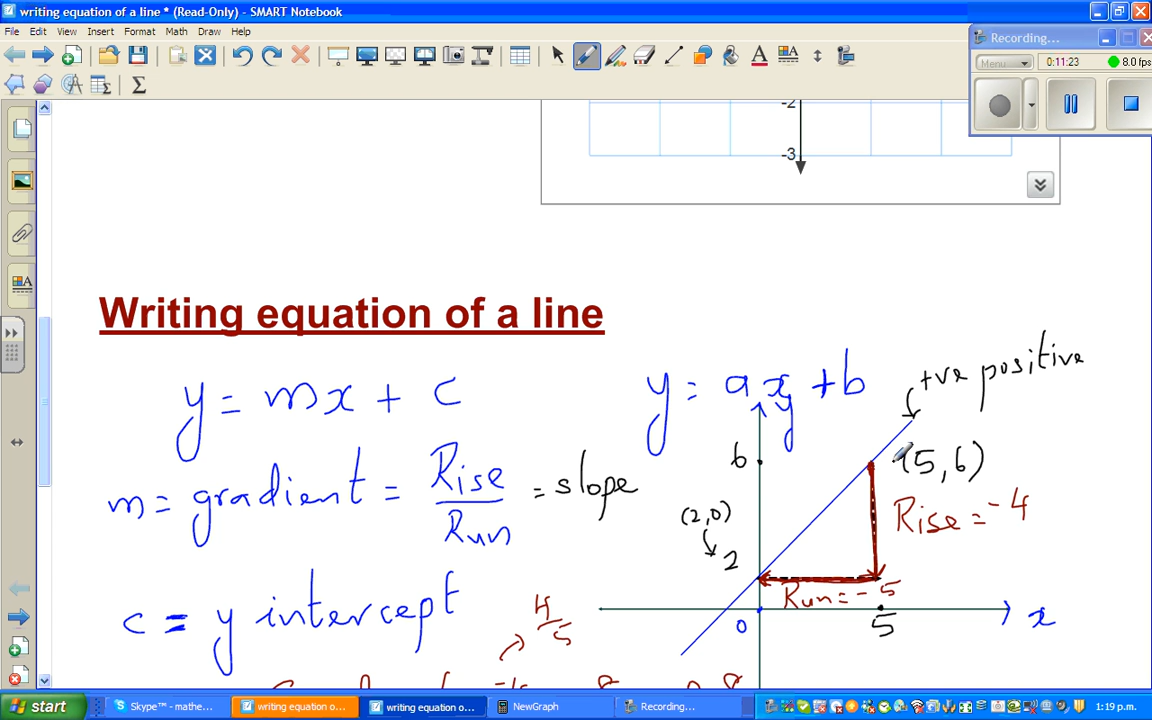 writing equation of a line * (Read-Only) - SMART Notebook
File Edit View Insert Format Math Draw Help
Recording...
Menu 0:11:23 8.0 fps
-2
-3
Writing equation of a line
y = mx + c
y = ax + b
+ve positive
y
6
(5,6)
m = gradient = Rise/Run = slope
(2,0)
Rise = -4
2
Run = -5
c = y intercept
4/5
0
5
x
start
Skype™ - mathe...
writing equation o...
writing equation o...
NewGraph
Recording...
1:19 p.m.